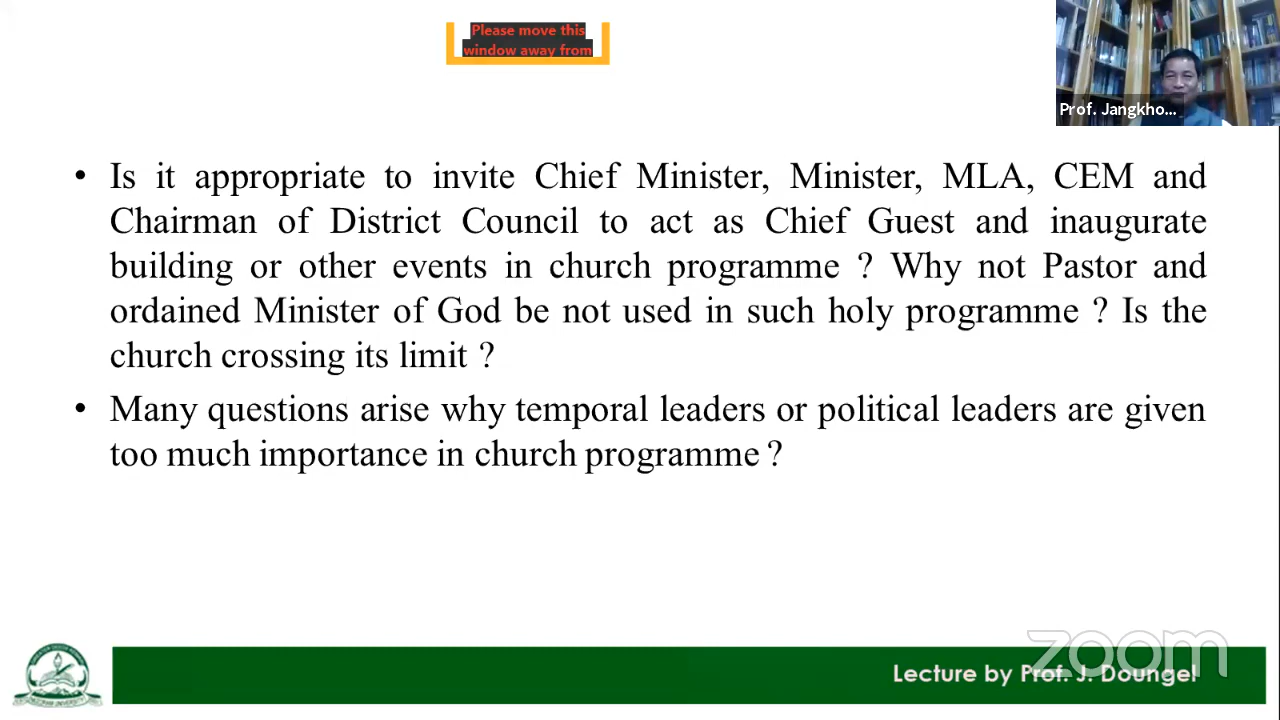 Please move this
window away from
Prof. Jangkho...
• Is it appropriate to invite Chief Minister, Minister, MLA, CEM and
Chairman of District Council to act as Chief Guest and inaugurate
building or other events in church programme ? Why not Pastor and
ordained Minister of God be not used in such holy programme ? Is the
church crossing its limit ?
• Many questions arise why temporal leaders or political leaders are given
too much importance in church programme ?
zoom
Lecture by Prof. J. Doungel